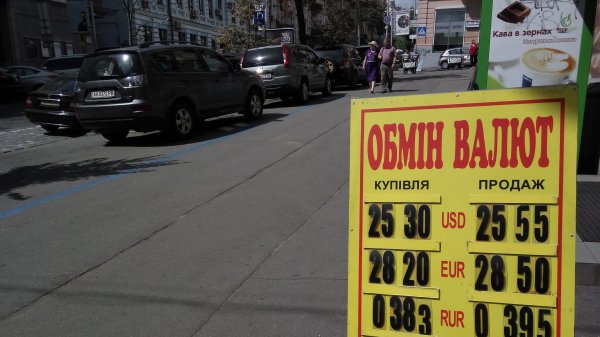 Кава в зернах
ОБМІН ВАЛЮТ
КУПІВЛЯ ПРОДАЖ
25 30 USD 25 55
28 20 EUR 28 50
0 383 RUR 0 395